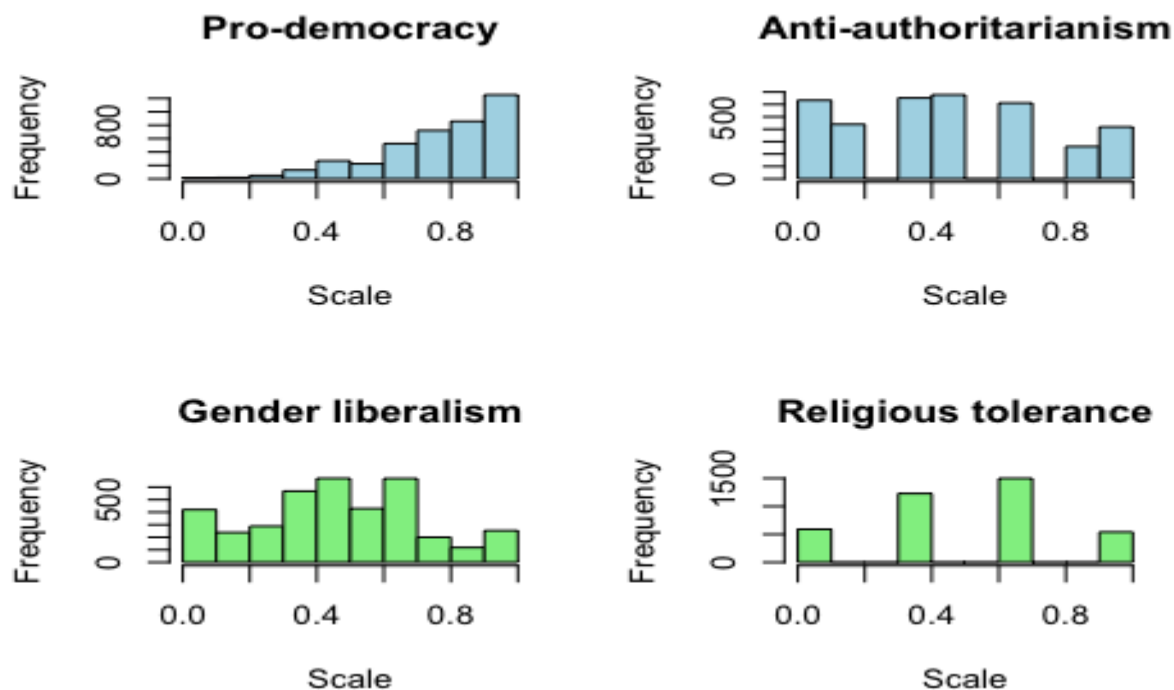 Pro-democracy
Frequency
0 800
0.0 0.4 0.8
Scale
Anti-authoritarianism
Frequency
0 500
0.0 0.4 0.8
Scale
Gender liberalism
Frequency
0 500
0.0 0.4 0.8
Scale
Religious tolerance
Frequency
0 1500
0.0 0.4 0.8
Scale